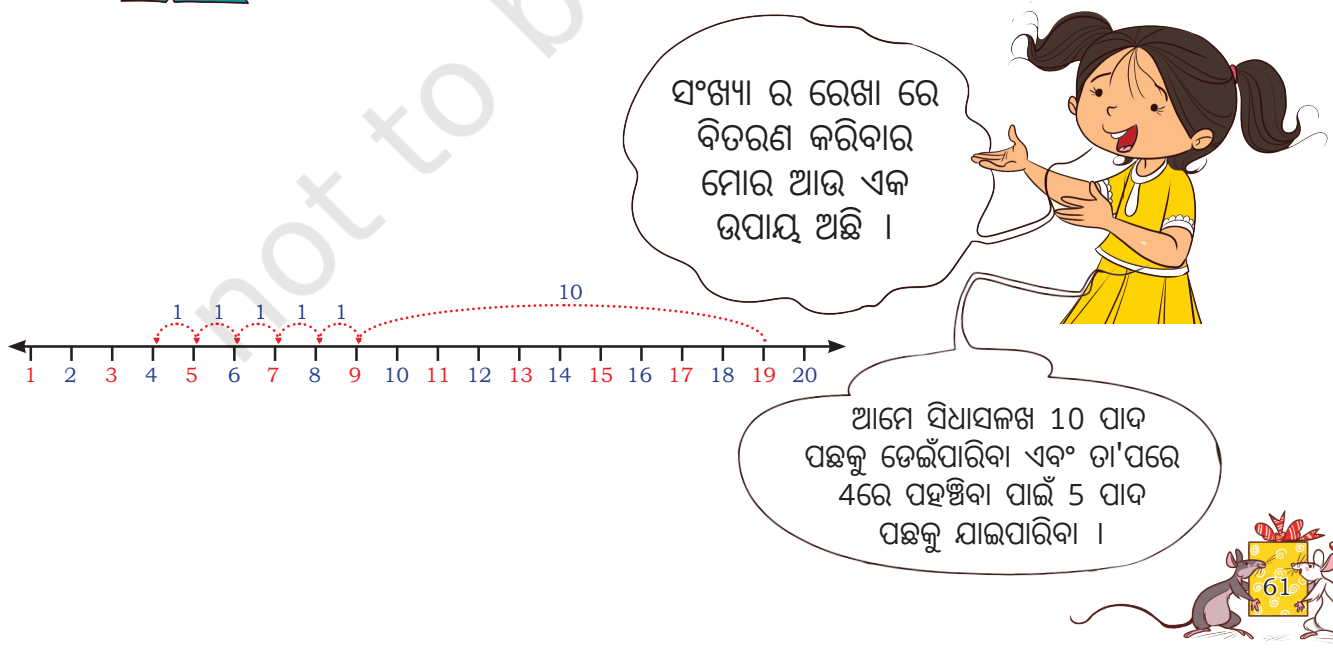 not to b
ସଂଖ୍ୟା ର ରେଖା ରେ
ବିତରଣ କରିବାର
ମୋର ଆଉ ଏକ
ଉପାୟ ଅଛି ।
10
1 1 1 1 1
1 2 3 4 5 6 7 8 9 10 11 12 13 14 15 16 17 18 19 20
ଆମେ ସିଧାସଳଖ 10 ପାଦ
ପଛକୁ ଡେଇଁପାରିବା ଏବଂ ତା'ପରେ
4ରେ ପହଞ୍ଚିବା ପାଇଁ 5 ପାଦ
ପଛକୁ ଯାଇପାରିବା ।
61